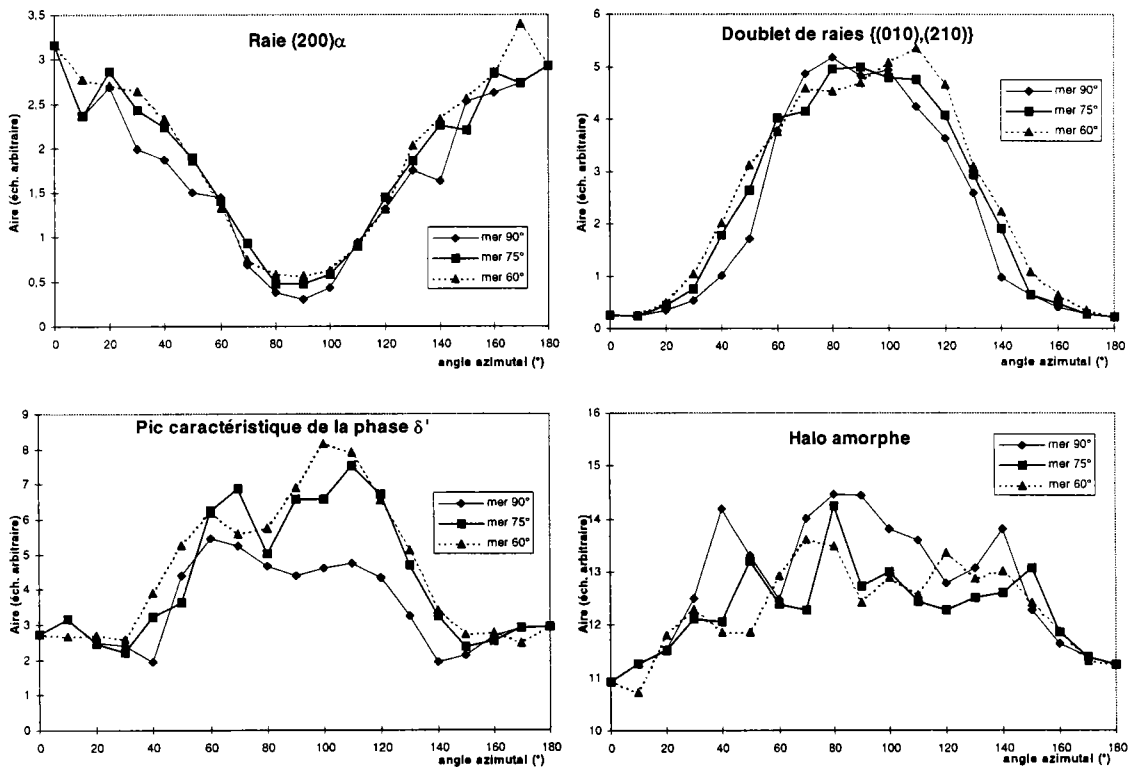 Raie (200)α
Aire (éch. arbitraire)
3,5
3
2,5
2
1,5
1
0,5
0
0 20 40 60 80 100 120 140 160 180
angle azimutal (°)
mer 90°
mer 75°
mer 60°
Doublet de raies {(010),(210)}
Aire (éch. arbitraire)
6
5
4
3
2
1
0
0 20 40 60 80 100 120 140 160 180
angle azimutal (°)
mer 90°
mer 75°
mer 60°
Pic caractéristique de la phase δ'
Aire (éch. arbitraire)
9
8
7
6
5
4
3
2
1
0
0 20 40 60 80 100 120 140 160 180
angle azimutal (°)
mer 90°
mer 75°
mer 60°
Halo amorphe
Aire (éch. arbitraire)
16
15
14
13
12
11
10
0 20 40 60 80 100 120 140 160 180
angle azimutal (°)
mer 90°
mer 75°
mer 60°